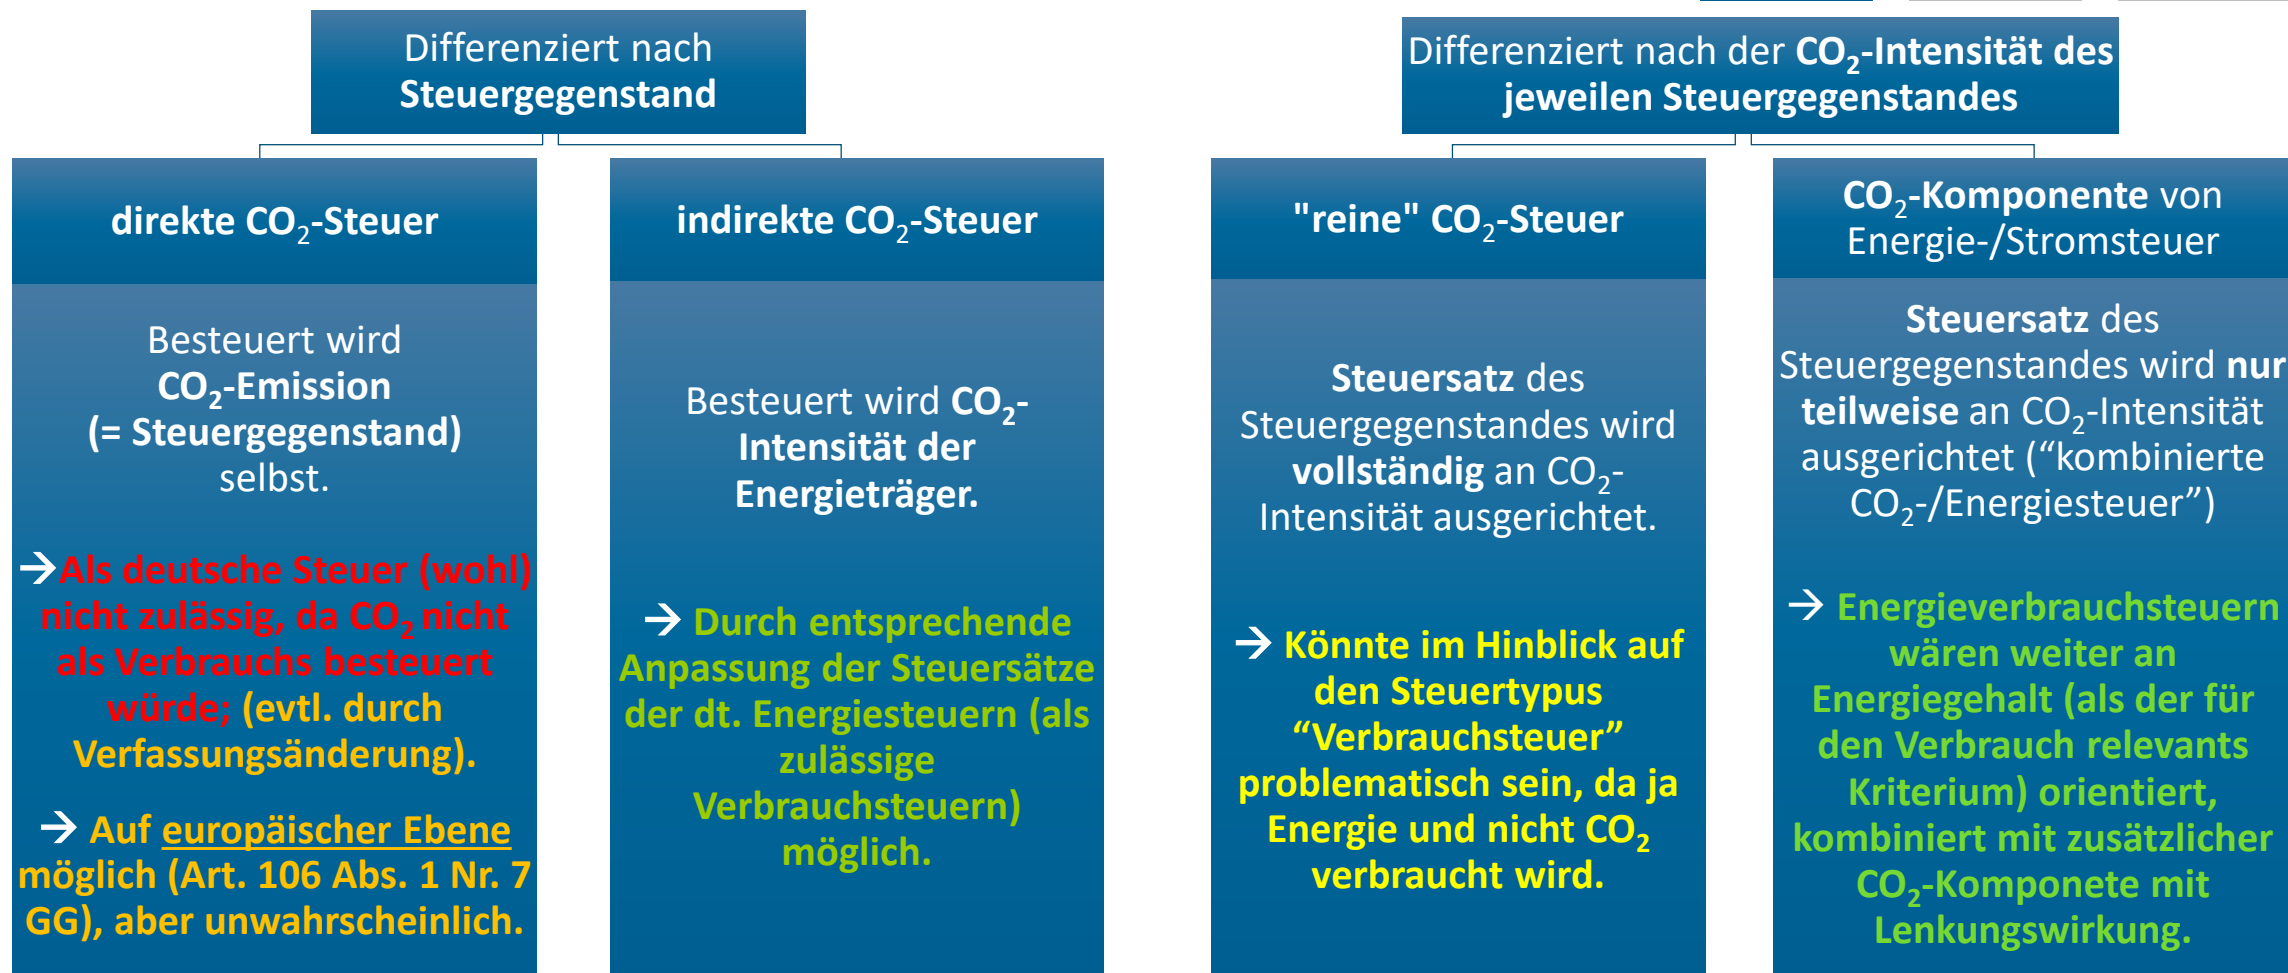 Differenziert nach
Steuergegenstand
direkte CO₂-Steuer
Besteuert wird
CO₂-Emission
(= Steuergegenstand)
selbst.
→Als deutsche Steuer (wohl)
nicht zulässig, da CO₂ nicht
als Verbrauchs besteuert
würde; (evtl. durch
Verfassungsänderung).
→ Auf europäischer Ebene
möglich (Art. 106 Abs. 1 Nr. 7
GG), aber unwahrscheinlich.
indirekte CO₂-Steuer
Besteuert wird CO₂-
Intensität der
Energieträger.
→ Durch entsprechende
Anpassung der Steuersätze
der dt. Energiesteuern (als
zulässige
Verbrauchsteuern)
möglich.
Differenziert nach der CO₂-Intensität des
jeweilen Steuergegenstandes
"reine" CO₂-Steuer
Steuersatz des
Steuergegenstandes wird
vollständig an CO₂-
Intensität ausgerichtet.
→ Könnte im Hinblick auf
den Steuertypus
“Verbrauchsteuer”
problematisch sein, da ja
Energie und nicht CO₂
verbraucht wird.
CO₂-Komponente von
Energie-/Stromsteuer
Steuersatz des
Steuergegenstandes wird nur
teilweise an CO₂-Intensität
ausgerichtet (“kombinierte
CO₂-/Energiesteuer”)
→ Energieverbrauchsteuern
wären weiter an
Energiegehalt (als der für
den Verbrauch relevants
Kriterium) orientiert,
kombiniert mit zusätzlicher
CO₂-Komponete mit
Lenkungswirkung.